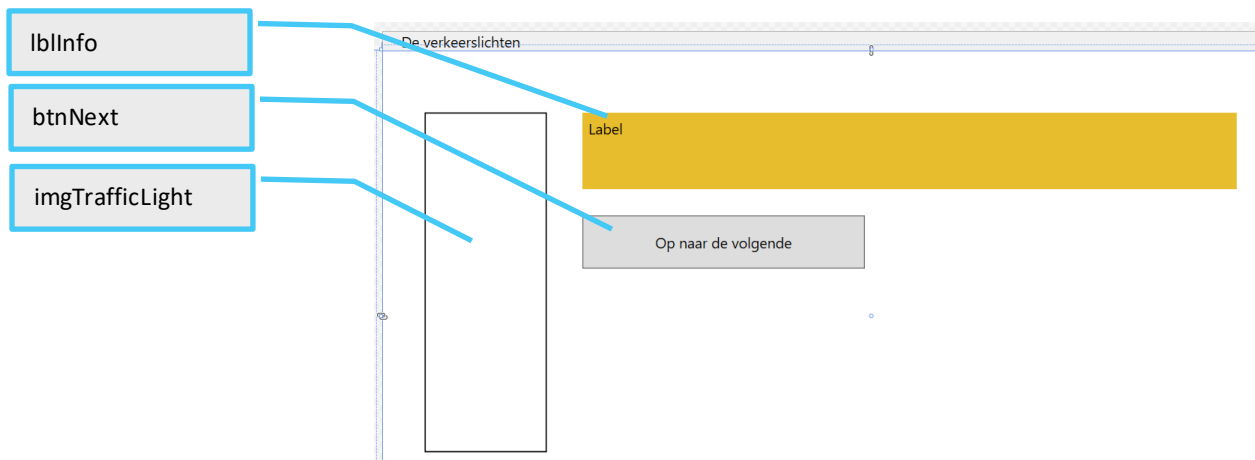 lblInfo
btnNext
imgTrafficLight
De verkeerslichten
Label
Op naar de volgende